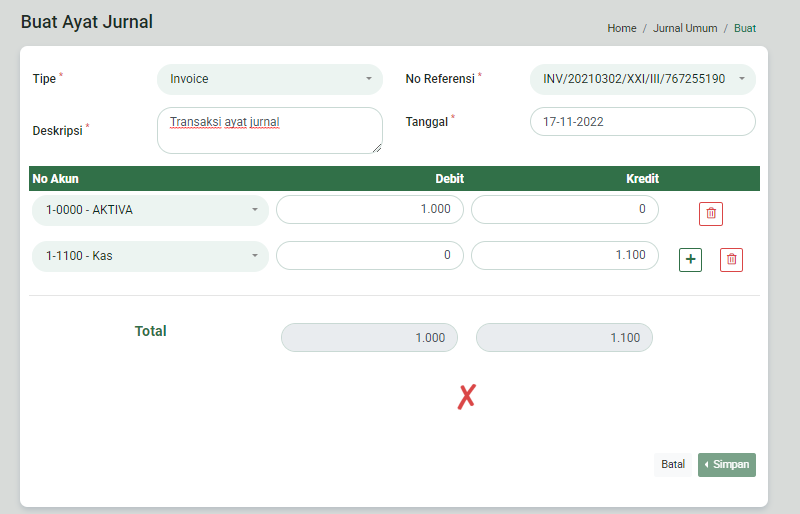 Buat Ayat Jurnal
Home / Jurnal Umum / Buat
Tipe * Invoice No Referensi * INV/20210302/XXI/III/767255190
Deskripsi * Transaksi ayat jurnal Tanggal * 17-11-2022
No Akun Debit Kredit
1-0000 - AKTIVA 1.000 0
1-1100 - Kas 0 1.100
Total 1.000 1.100
Batal Simpan